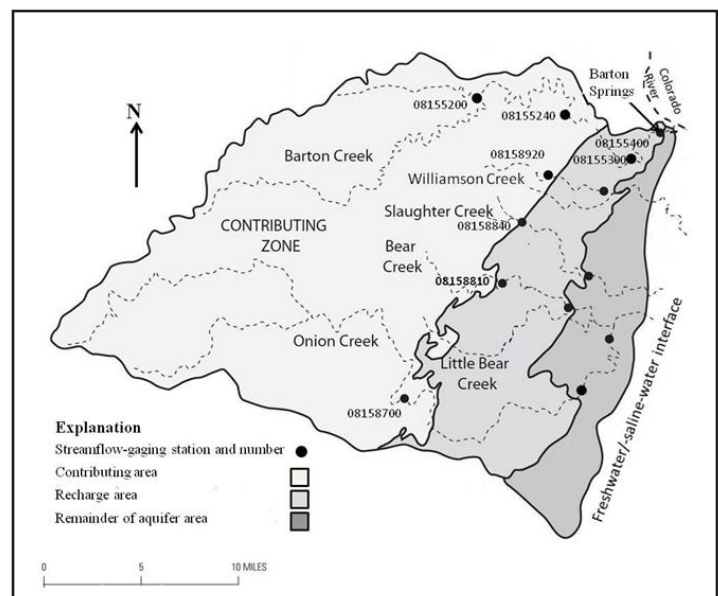 Barton
Springs
Colorado
River
N
08155200
08155240
08155400
08155300
08158920
Barton Creek
Williamson Creek
Slaughter Creek
08158840
CONTRIBUTING
ZONE
Bear
Creek
08158810
Onion Creek
Little Bear
Creek
08158700
Freshwater/-saline-water interface
Explanation
Streamflow-gaging station and number
Contributing area
Recharge area
Remainder of aquifer area
0
5
10 MILES